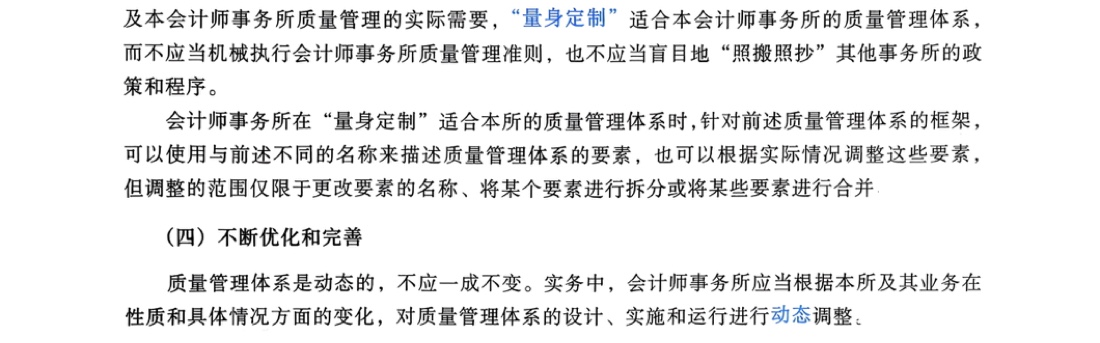 及本会计师事务所质量管理的实际需要，“量身定制”适合本会计师事务所的质量管理体系，
而不应当机械执行会计师事务所质量管理准则，也不应当盲目地“照搬照抄”其他事务所的政
策和程序。
会计师事务所在“量身定制”适合本所的质量管理体系时，针对前述质量管理体系的框架，
可以使用与前述不同的名称来描述质量管理体系的要素，也可以根据实际情况调整这些要素，
但调整的范围仅限于更改要素的名称、将某个要素进行拆分或将某些要素进行合并.
（四）不断优化和完善
质量管理体系是动态的，不应一成不变。实务中，会计师事务所应当根据本所及其业务在
性质和具体情况方面的变化，对质量管理体系的设计、实施和运行进行动态调整。